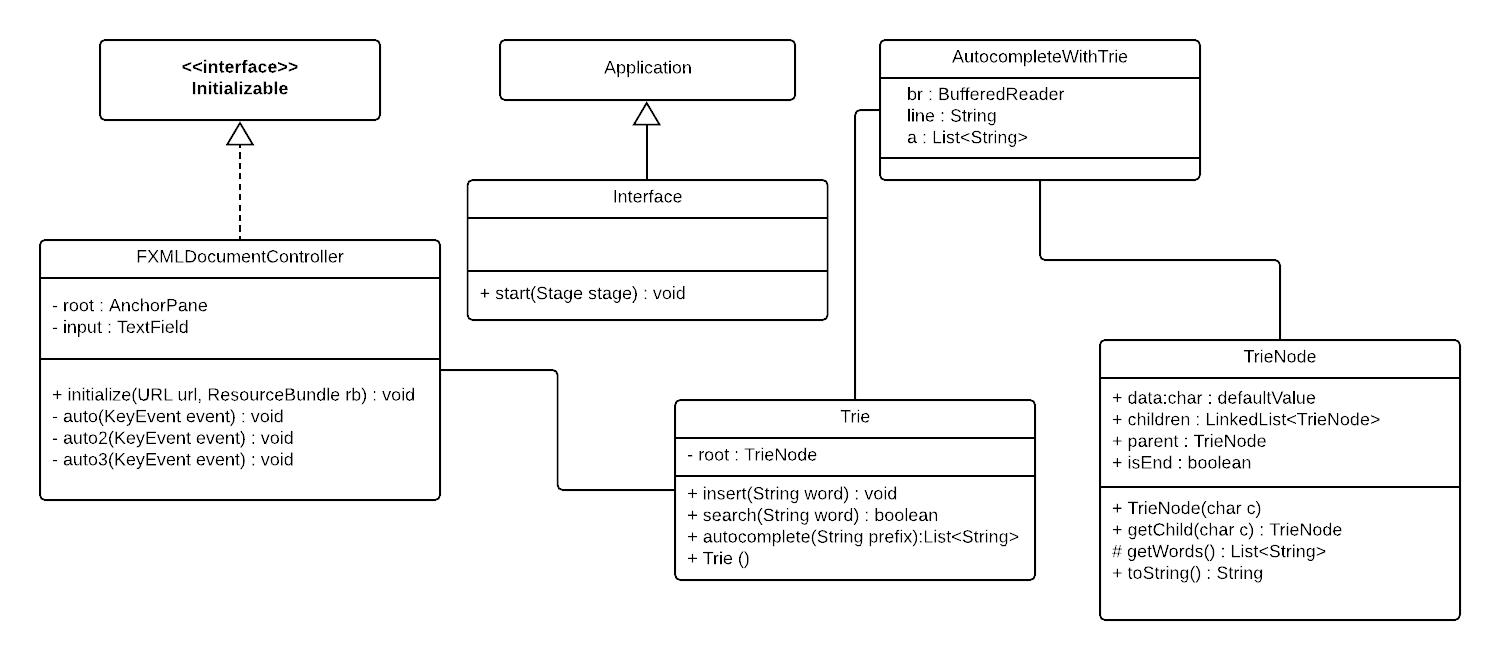 <<interface>>
Initializable
Application
AutocompleteWithTrie
br : BufferedReader
line : String
a : List<String>
Interface
+ start(Stage stage) : void
FXMLDocumentController
- root : AnchorPane
- input : TextField
+ initialize(URL url, ResourceBundle rb) : void
- auto(KeyEvent event) : void
- auto2(KeyEvent event) : void
- auto3(KeyEvent event) : void
Trie
- root : TrieNode
+ insert(String word) : void
+ search(String word) : boolean
+ autocomplete(String prefix):List<String>
+ Trie ()
TrieNode
+ data:char : defaultValue
+ children : LinkedList<TrieNode>
+ parent : TrieNode
+ isEnd : boolean
+ TrieNode(char c)
+ getChild(char c) : TrieNode
# getWords() : List<String>
+ toString() : String